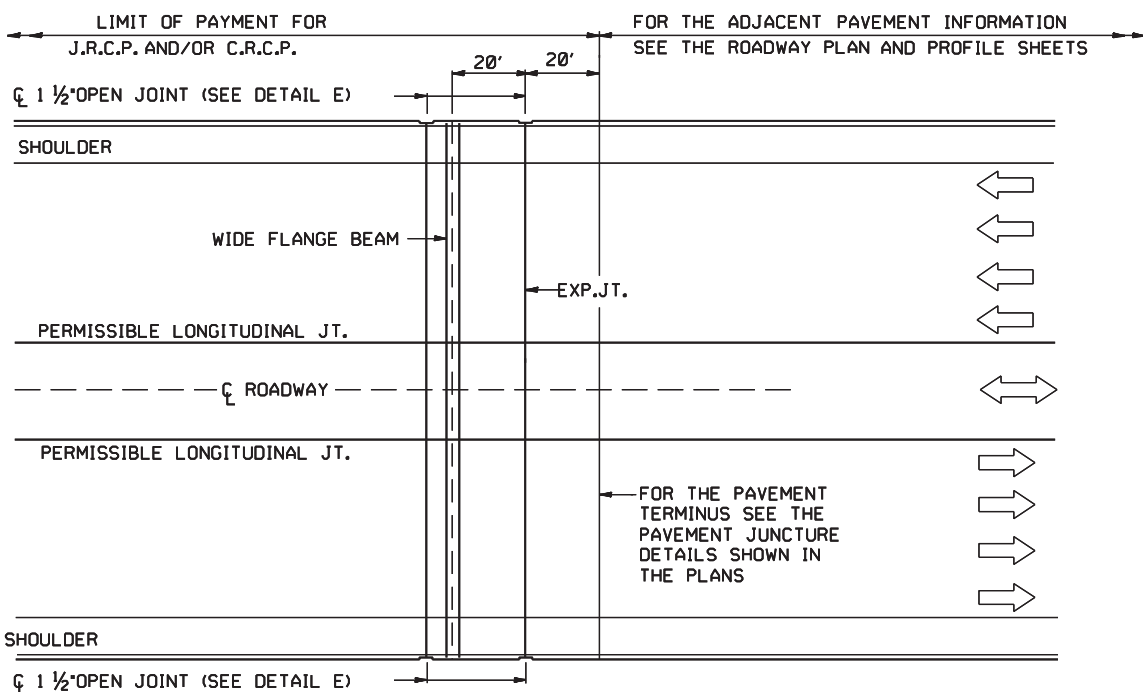 LIMIT OF PAYMENT FOR
J.R.C.P. AND/OR C.R.C.P.
FOR THE ADJACENT PAVEMENT INFORMATION
SEE THE ROADWAY PLAN AND PROFILE SHEETS
20' 20'
℄ 1 ½" OPEN JOINT (SEE DETAIL E)
SHOULDER
WIDE FLANGE BEAM
EXP.JT.
PERMISSIBLE LONGITUDINAL JT.
℄ ROADWAY
PERMISSIBLE LONGITUDINAL JT.
FOR THE PAVEMENT
TERMINUS SEE THE
PAVEMENT JUNCTURE
DETAILS SHOWN IN
THE PLANS
SHOULDER
℄ 1 ½" OPEN JOINT (SEE DETAIL E)